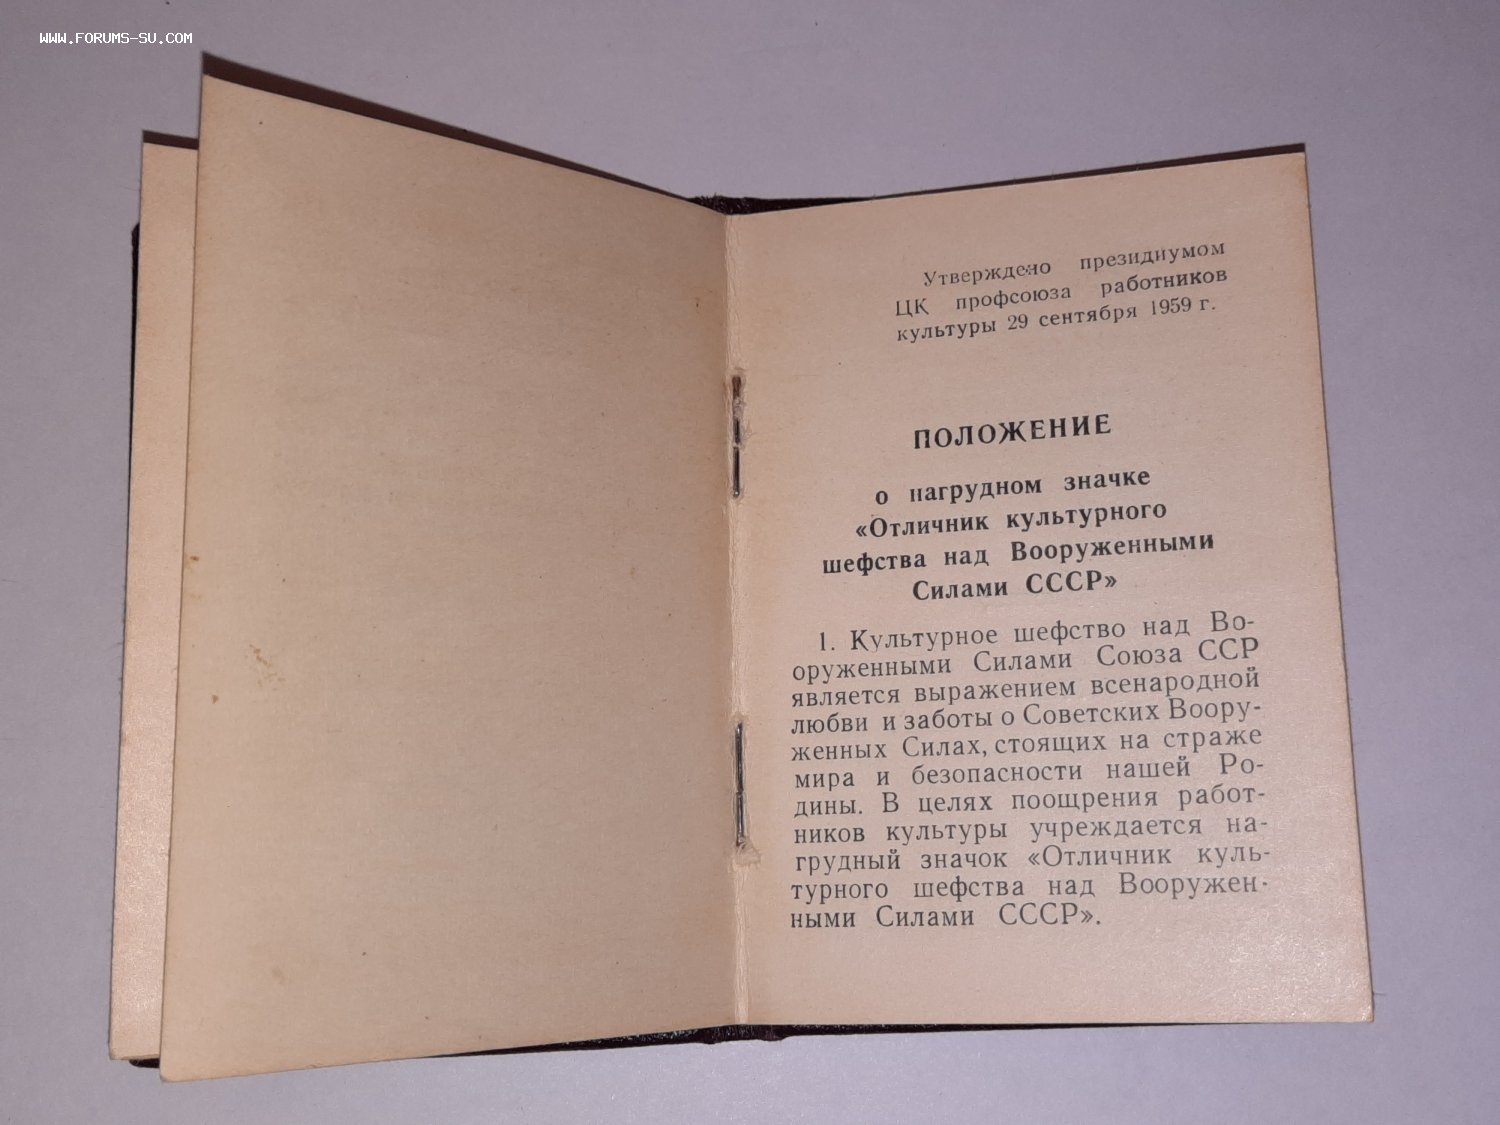 WWW.FORUMS-SU.COM
Утверждено президиумом
ЦК профсоюза работников
культуры 29 сентября 1959 г.
ПОЛОЖЕНИЕ
о нагрудном значке
«Отличник культурного
шефства над Вооруженными
Силами СССР»
1. Культурное шефство над Во-
оруженными Силами Союза ССР
является выражением всенародной
любви и заботы о Советских Воору-
женных Силах, стоящих на страже
мира и безопасности нашей Ро-
дины. В целях поощрения работ-
ников культуры учреждается на-
грудный значок «Отличник куль-
турного шефства над Вооружен-
ными Силами СССР».